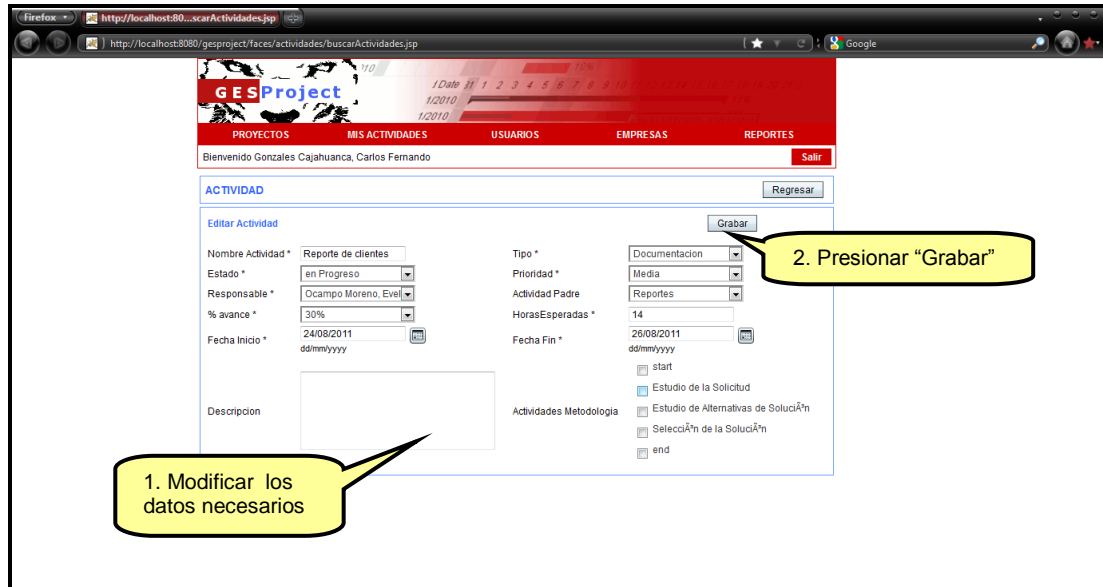 Firefox
http://localhost:80...scarActividades.jsp
http://localhost:8080/gesproject/faces/actividades/buscarActividades.jsp
Google
GESProject
PROYECTOS MIS ACTIVIDADES USUARIOS EMPRESAS REPORTES
Bienvenido Gonzales Cajahuanca, Carlos Fernando Salir
ACTIVIDAD Regresar
Editar Actividad Grabar
2. Presionar “Grabar”
Nombre Actividad * Reporte de clientes Tipo * Documentacion
Estado * en Progreso Prioridad * Media
Responsable * Ocampo Moreno, Evel Actividad Padre Reportes
% avance * 30% HorasEsperadas * 14
Fecha Inicio * 24/08/2011 Fecha Fin * 26/08/2011
dd/mm/yyyy dd/mm/yyyy
Descripcion Actividades Metodologia
start
Estudio de la Solicitud
Estudio de Alternativas de SoluciÃ³n
SelecciÃ³n de la SoluciÃ³n
end
1. Modificar los
datos necesarios